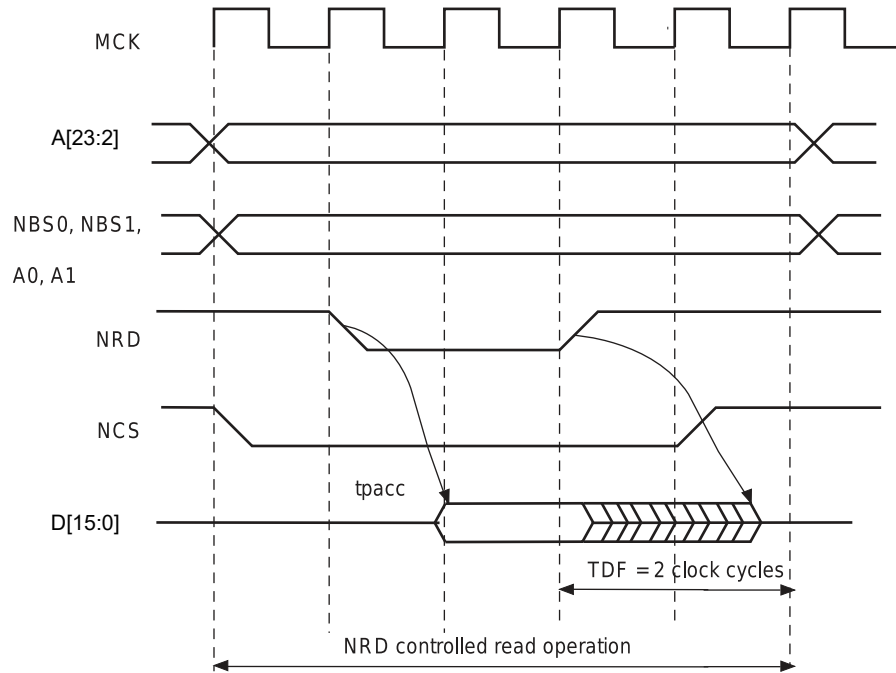 MCK
A[23:2]
NBS0, NBS1,
A0, A1
NRD
NCS
tpacc
D[15:0]
TDF = 2 clock cycles
NRD controlled read operation